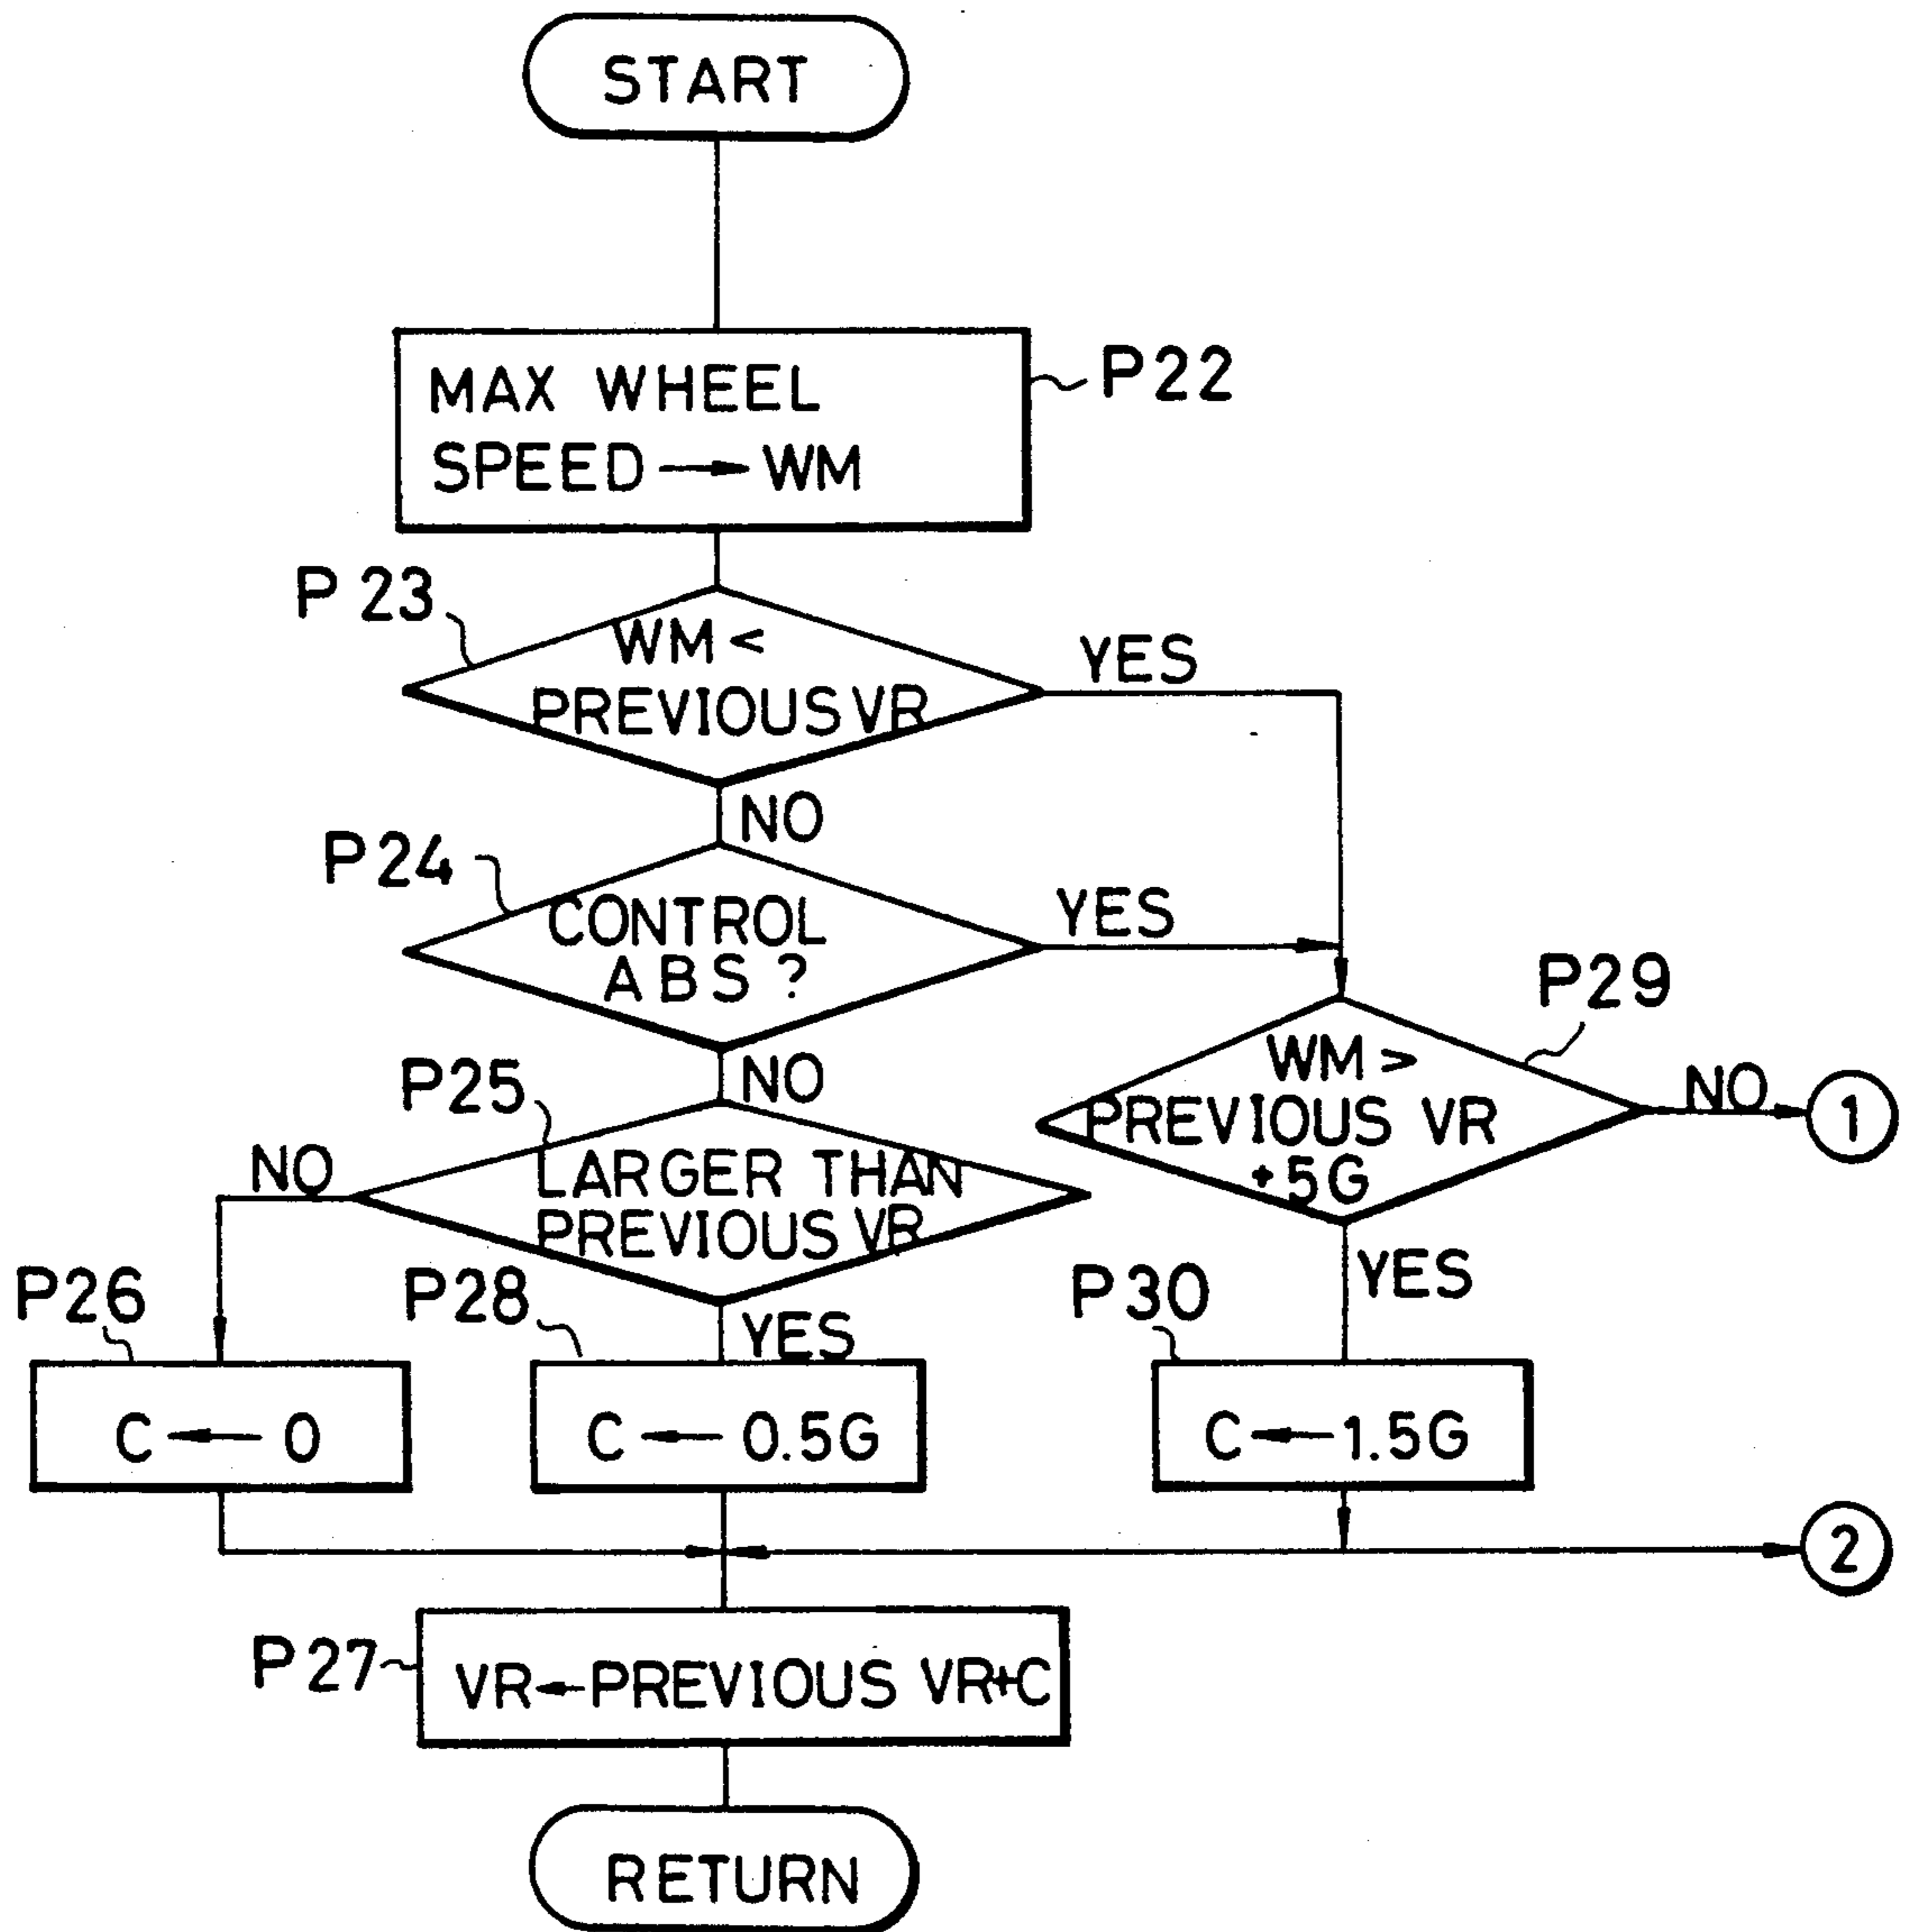 START
MAX WHEEL
SPEED → WM
P22
P23
WM <
PREVIOUS VR
YES
NO
P24
CONTROL
ABS ?
YES
NO
P29
WM >
PREVIOUS VR
+5G
NO
1
YES
P25
LARGER THAN
PREVIOUS VR
NO
YES
P26
C ← 0
P28
C ← 0.5G
P30
C ← 1.5G
2
P27
VR ← PREVIOUS VR+C
RETURN